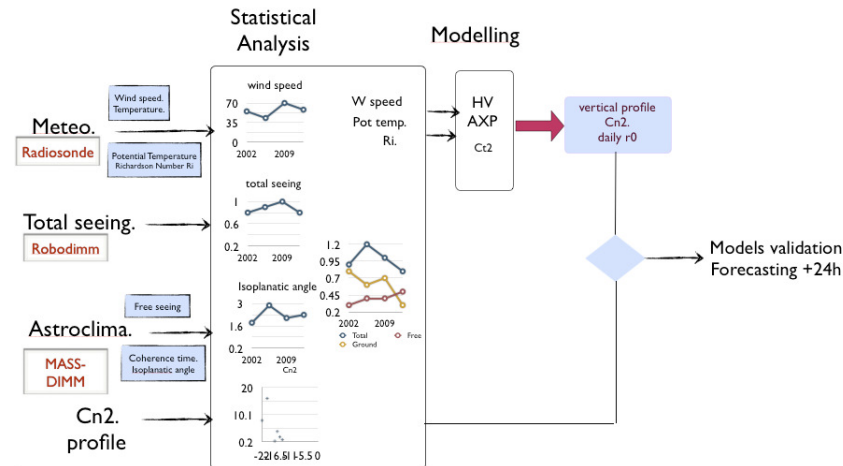 Statistical
Analysis
Modelling
Wind speed.
Temperature.
Meteo.
Radiosonde
Potential Temperature
Richardson Number Ri
wind speed
70
35
0
2002 2009
W speed
Pot temp.
Ri.
HV
AXP
Ct2
vertical profile
Cn2.
daily r0
Total seeing.
Robodimm
total seeing
1
0.6
0.2
1.2
0.95
0.7
0.45
0.2
2002 2009
Total Free
Ground
Models validation
Forecasting +24h
Free seeing
Astroclima.
MASS-
DIMM
Coherence time.
Isoplanatic angle
Isoplanatic angle
3
1.6
0.2
2002 2009
Cn2
Cn2.
profile
20
10.1
0.2